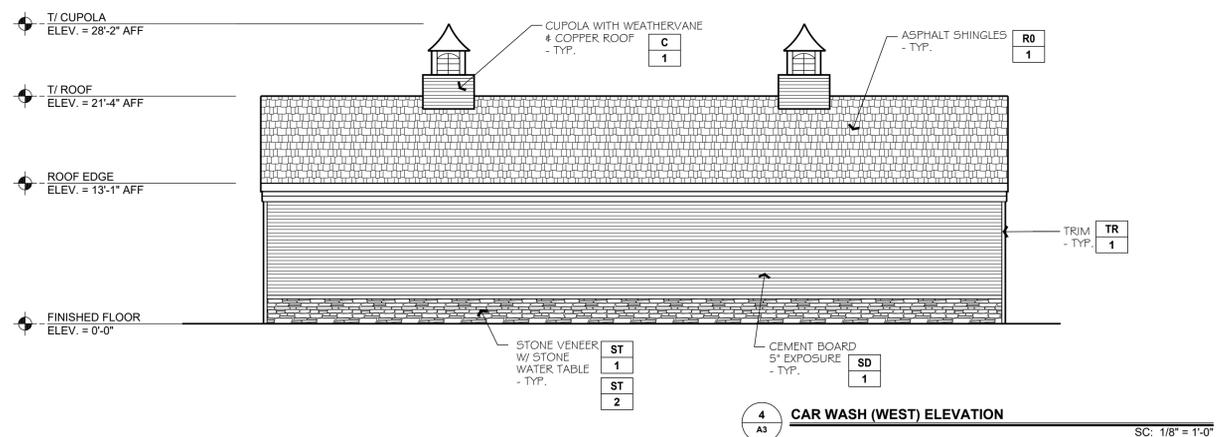 T/ CUPOLA
ELEV. = 28'-2" AFF
CUPOLA WITH WEATHERVANE
& COPPER ROOF
- TYP.
C
1
ASPHALT SHINGLES
- TYP.
R0
1
T/ ROOF
ELEV. = 21'-4" AFF
ROOF EDGE
ELEV. = 13'-1" AFF
TRIM
- TYP.
TR
1
FINISHED FLOOR
ELEV. = 0'-0"
STONE VENEER
W/ STONE
WATER TABLE
- TYP.
ST
1
ST
2
CEMENT BOARD
5" EXPOSURE
- TYP.
SD
1
4
A3
CAR WASH (WEST) ELEVATION
SC: 1/8" = 1'-0"